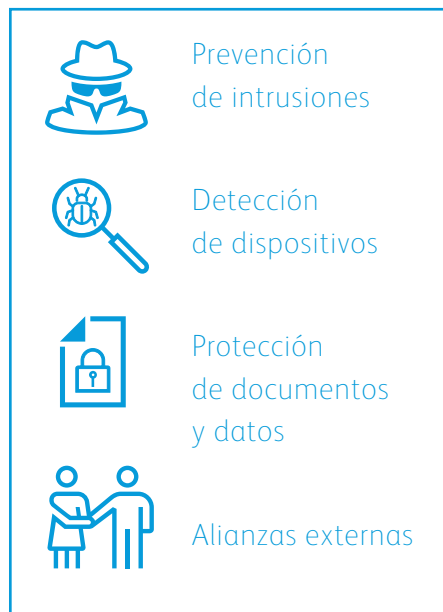 Prevención
de intrusiones
Detección
de dispositivos
Protección
de documentos
y datos
Alianzas externas